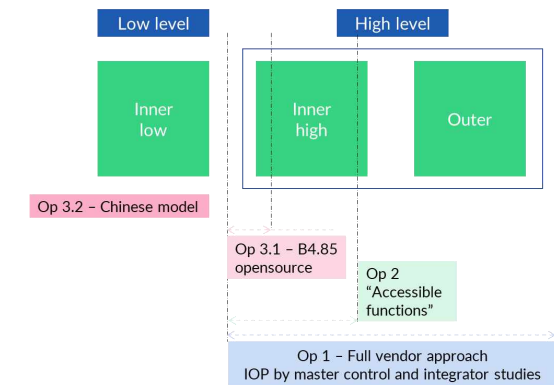 Low level
High level
Inner
low
Inner
high
Outer
Op 3.2 – Chinese model
Op 3.1 – B4.85
opensource
Op 2
“Accessible
functions”
Op 1 – Full vendor approach
IOP by master control and integrator studies